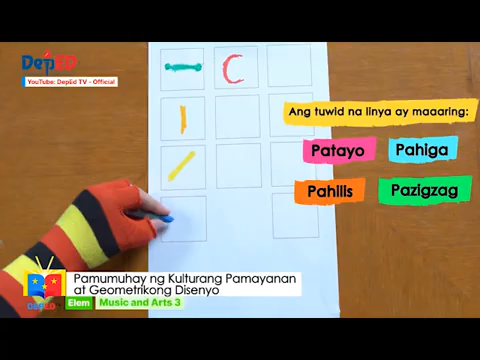 DepED
YouTube: DepEd TV - Official
Ang tuwid na linya ay maaaring:
Patayo
Pahiga
Pahilis
Pazigzag
DepED
Pamumuhay ng Kulturang Pamayanan
at Geometrikong Disenyo
Elem
Music and Arts 3